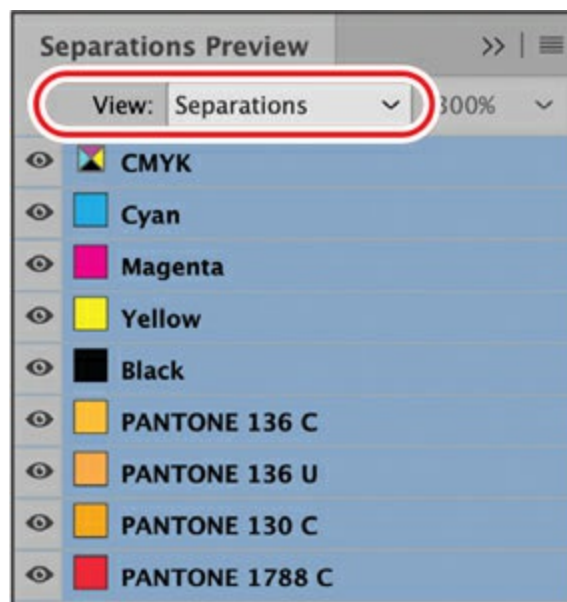 Separations Preview
View: Separations 300%
CMYK
Cyan
Magenta
Yellow
Black
PANTONE 136 C
PANTONE 136 U
PANTONE 130 C
PANTONE 1788 C